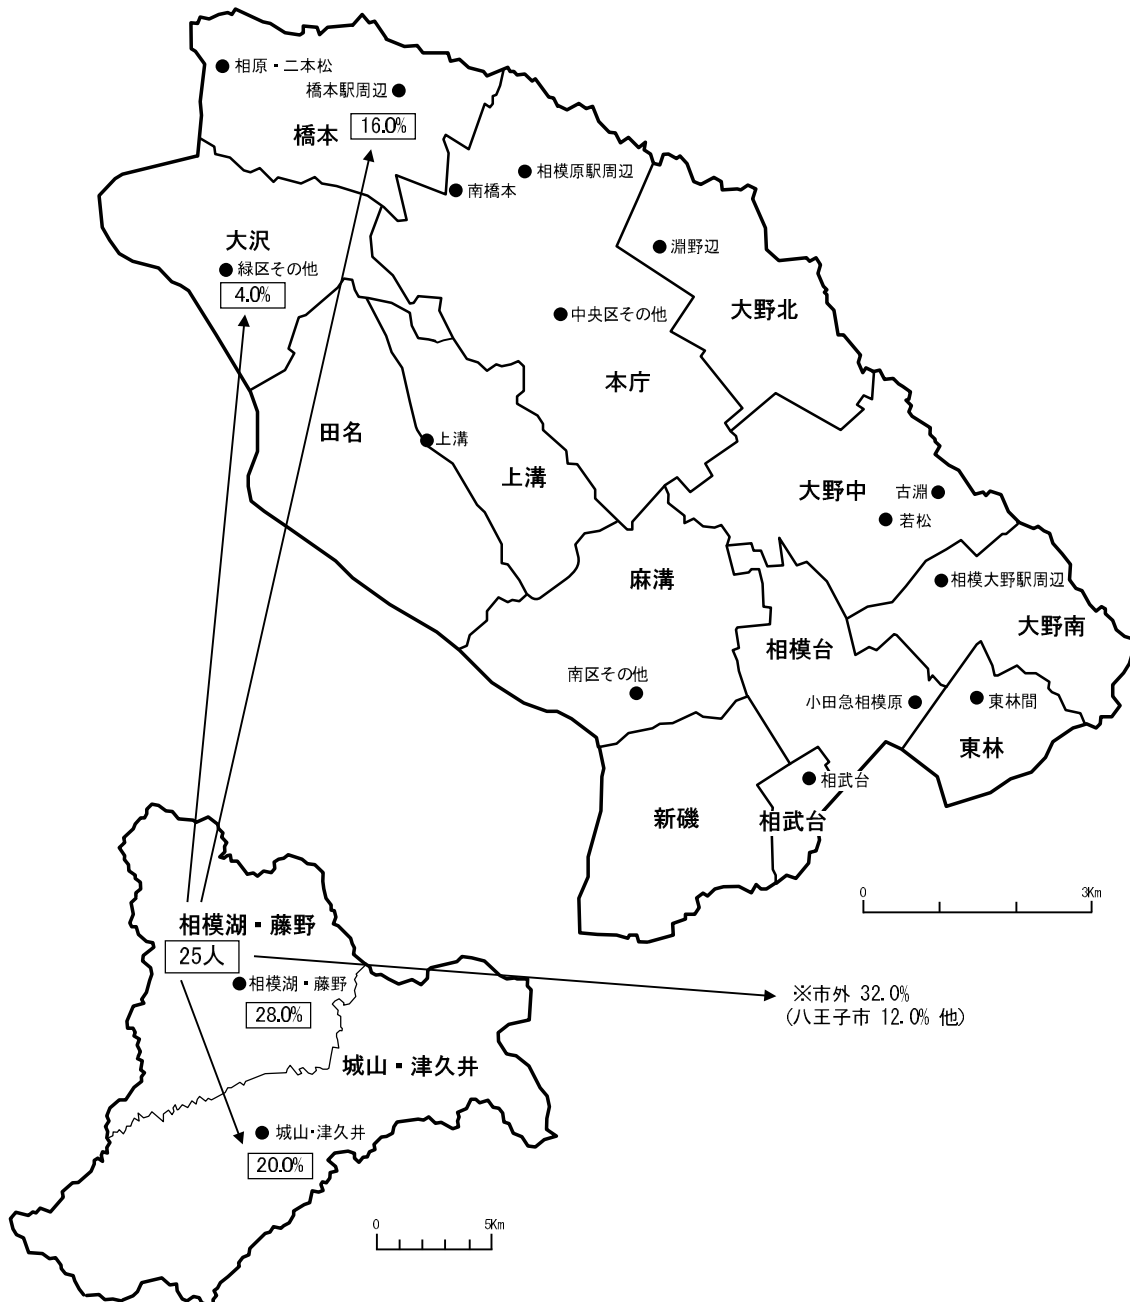 相原・二本松
橋本駅周辺
橋本
16.0%
相模原駅周辺
南橋本
大沢
緑区その他
4.0%
淵野辺
大野北
中央区その他
本庁
田名
上溝
上溝
大野中
古淵
若松
麻溝
相模大野駅周辺
大野南
相模台
南区その他
小田急相模原
東林間
東林
相武台
新磯
相武台
0 3Km
相模湖・藤野
25人
相模湖・藤野
28.0%
※市外 32.0%
(八王子市 12.0% 他)
城山・津久井
城山・津久井
20.0%
0 5Km